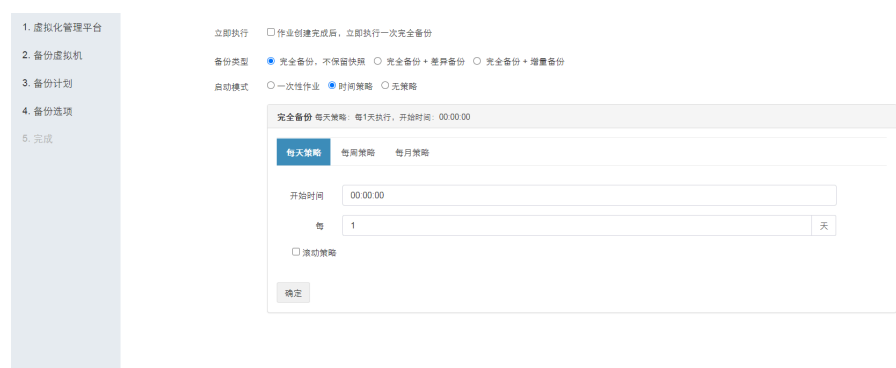 1. 虚拟化管理平台
2. 备份虚拟机
3. 备份计划
4. 备份选项
5. 完成
立即执行 作业创建完成后，立即执行一次完全备份
备份类型 完全备份，不保留快照 完全备份 + 差异备份 完全备份 + 增量备份
启动模式 一次性作业 时间策略 无策略
完全备份 每天策略: 每1天执行，开始时间: 00:00:00
每天策略 每周策略 每月策略
开始时间 00:00:00
每 1 天
滚动策略
确定